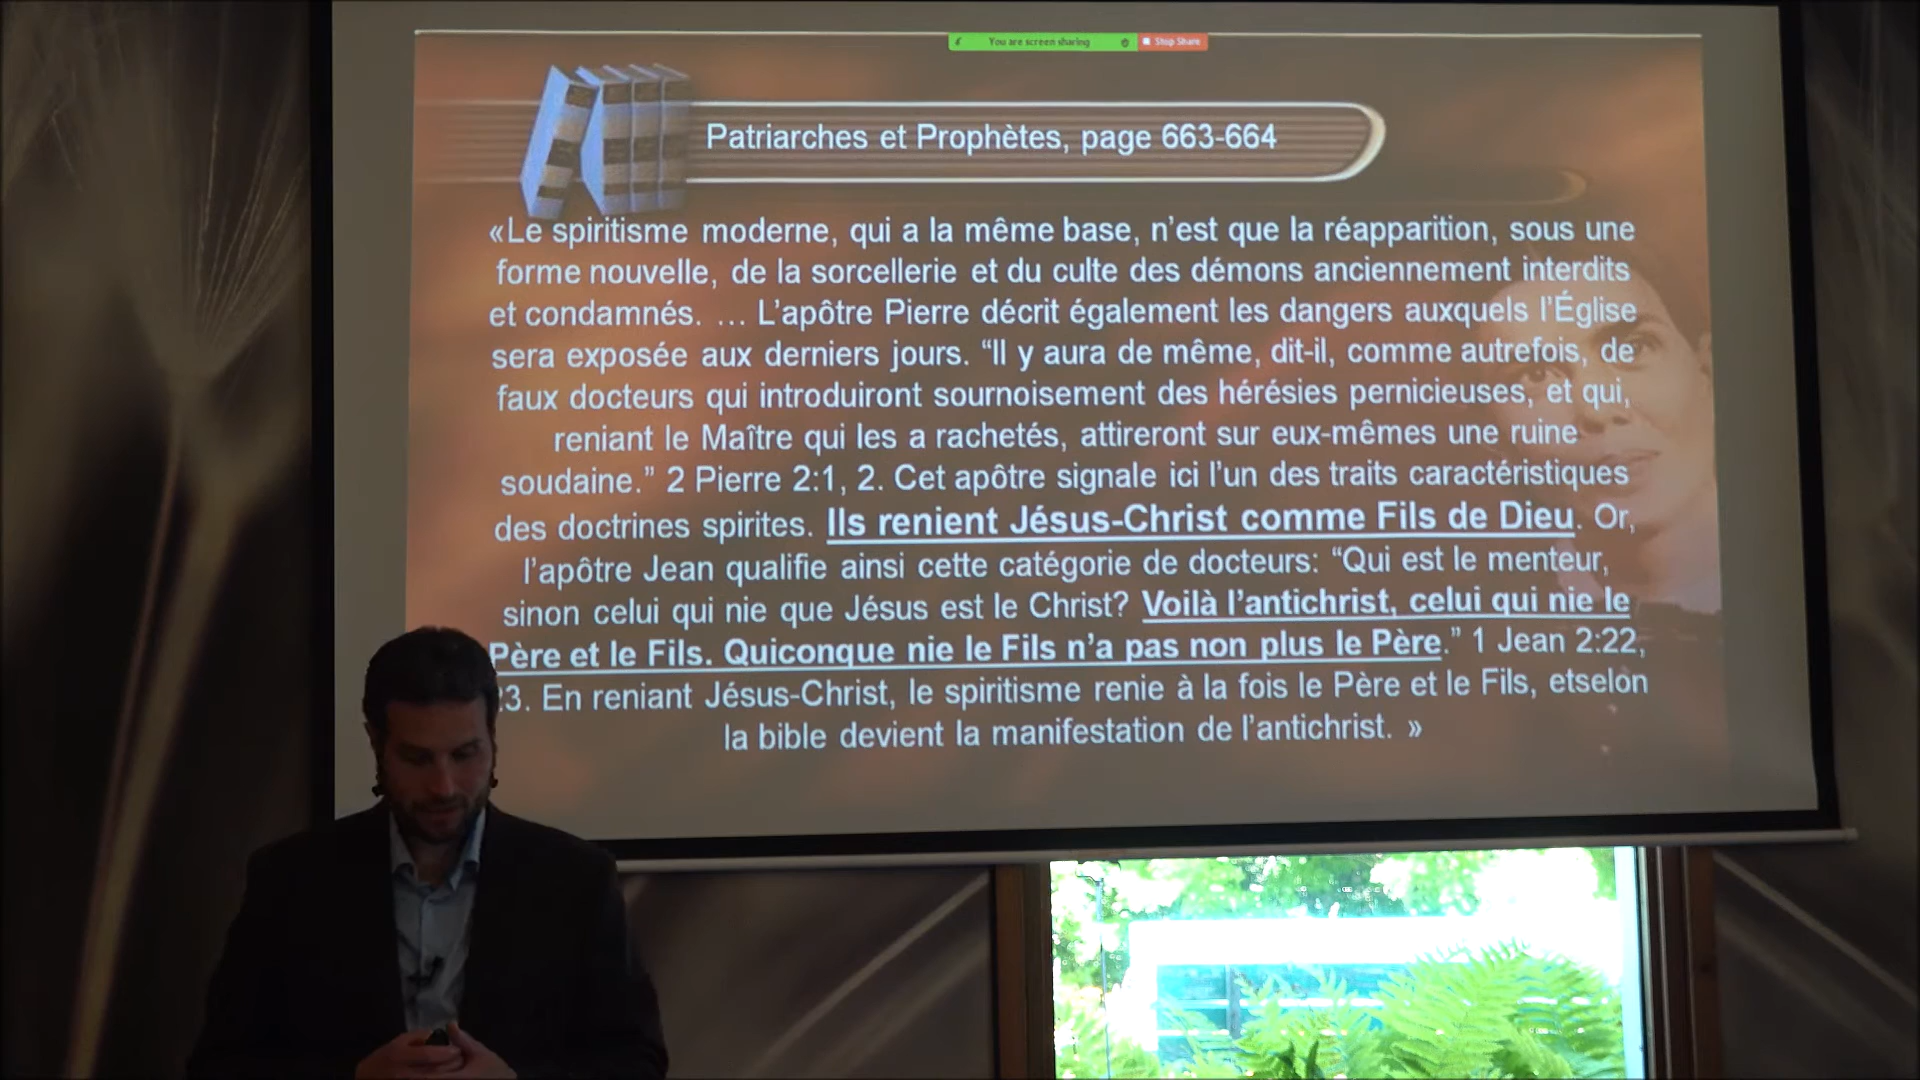 You are screen sharing
Stop Share
Patriarches et Prophètes, page 663-664
«Le spiritisme moderne, qui a la même base, n’est que la réapparition, sous une
forme nouvelle, de la sorcellerie et du culte des démons anciennement interdits
et condamnés. … L’apôtre Pierre décrit également les dangers auxquels l’Église
sera exposée aux derniers jours. “Il y aura de même, dit-il, comme autrefois, de
faux docteurs qui introduiront sournoisement des hérésies pernicieuses, et qui,
reniant le Maître qui les a rachetés, attireront sur eux-mêmes une ruine
soudaine.” 2 Pierre 2:1, 2. Cet apôtre signale ici l’un des traits caractéristiques
des doctrines spirites. Ils renient Jésus-Christ comme Fils de Dieu. Or,
l’apôtre Jean qualifie ainsi cette catégorie de docteurs: “Qui est le menteur,
sinon celui qui nie que Jésus est le Christ? Voilà l’antichrist, celui qui nie le
Père et le Fils. Quiconque nie le Fils n’a pas non plus le Père.” 1 Jean 2:22,
3. En reniant Jésus-Christ, le spiritisme renie à la fois le Père et le Fils, etselon
la bible devient la manifestation de l’antichrist. »